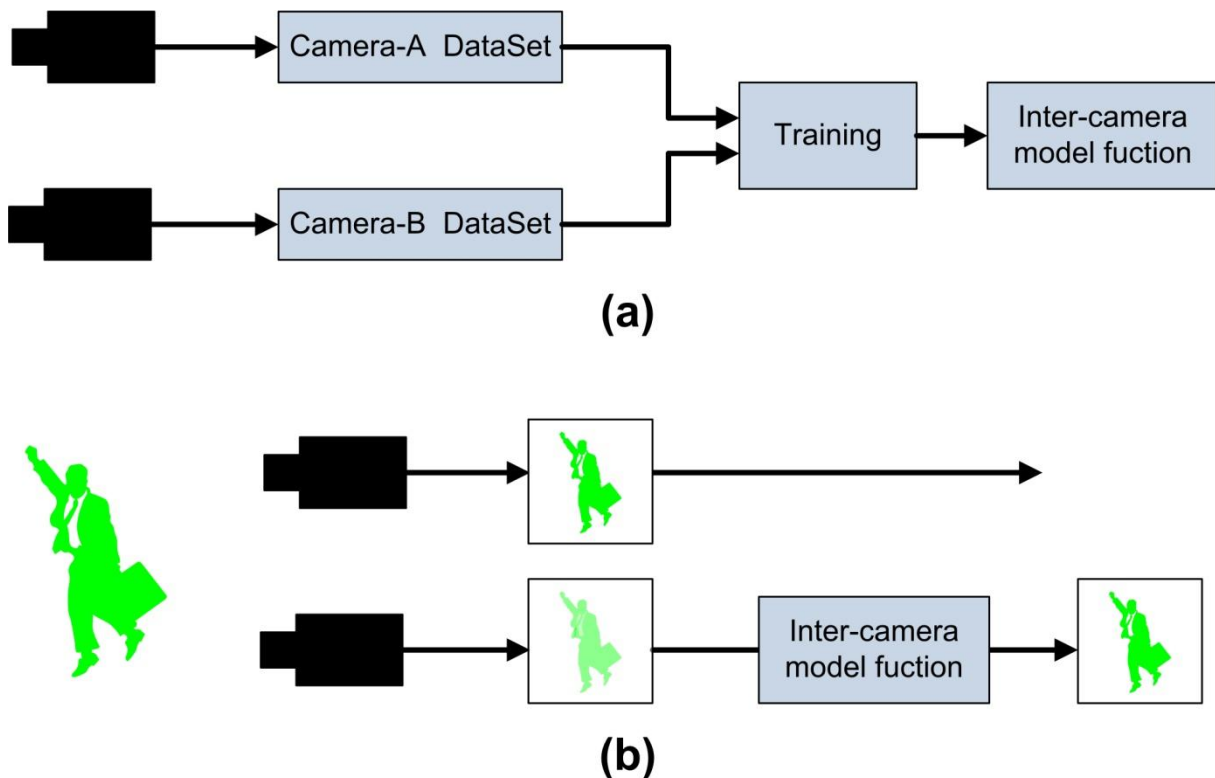 Camera-A DataSet
Camera-B DataSet
Training
Inter-camera
model fuction
(a)
Inter-camera
model fuction
(b)